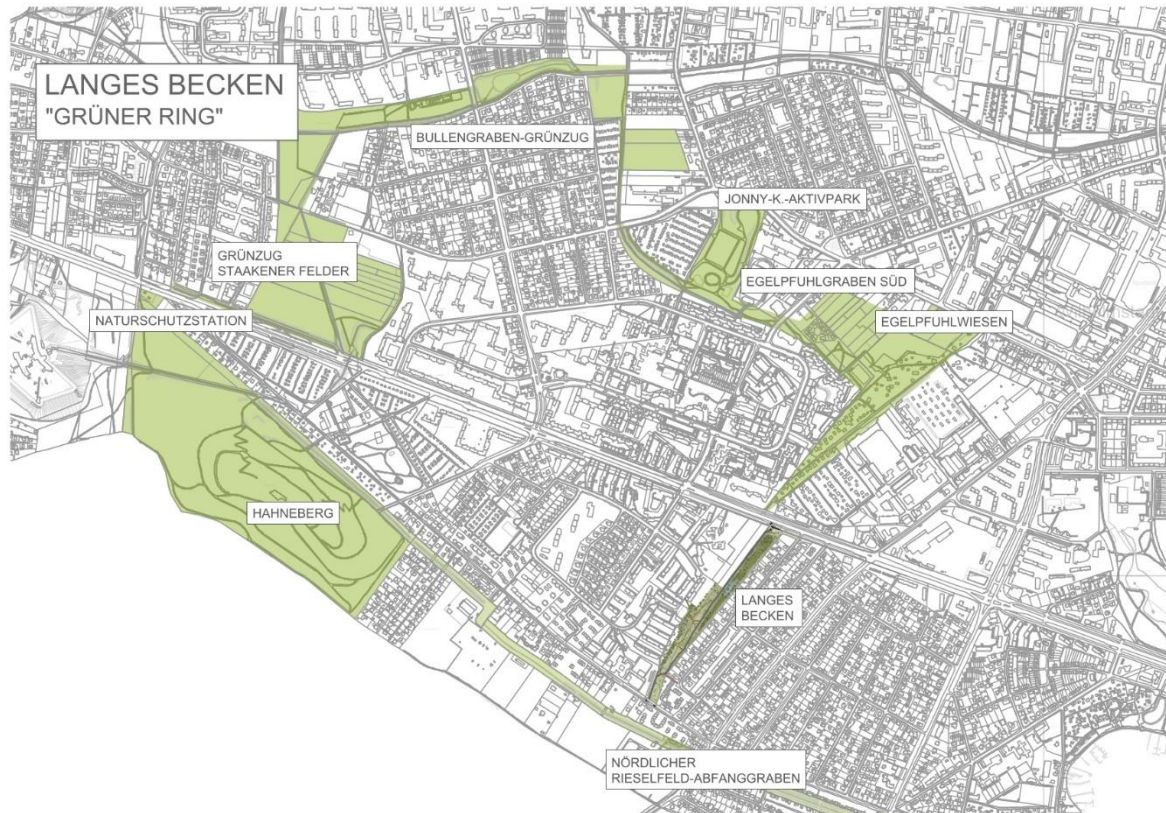 LANGES BECKEN
"GRÜNER RING"
BULLENGRABEN-GRÜNZUG
JONNY-K.-AKTIVPARK
GRÜNZUG
STAAKENER FELDER
EGELPFUHLGRABEN SÜD
NATURSCHUTZSTATION
EGELPFUHLWIESEN
HAHNEBERG
LANGES
BECKEN
NÖRDLICHER
RIESELFELD-ABFANGGRABEN